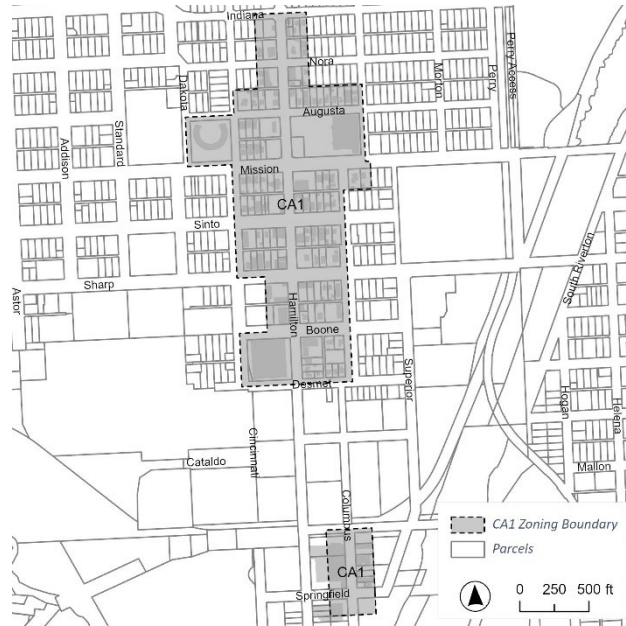 Indiana
Nora
Dakota
Morton
Perry
Perry Access
Augusta
Addison
Standard
Mission
CA1
Sinto
South Riverton
Sharp
Astor
Hamilton
Boone
Superior
Desmet
Hogan
Helena
Cincinnati
Cataldo
Mallon
Columbus
CA1
Springfield
CA1 Zoning Boundary
Parcels
0 250 500 ft